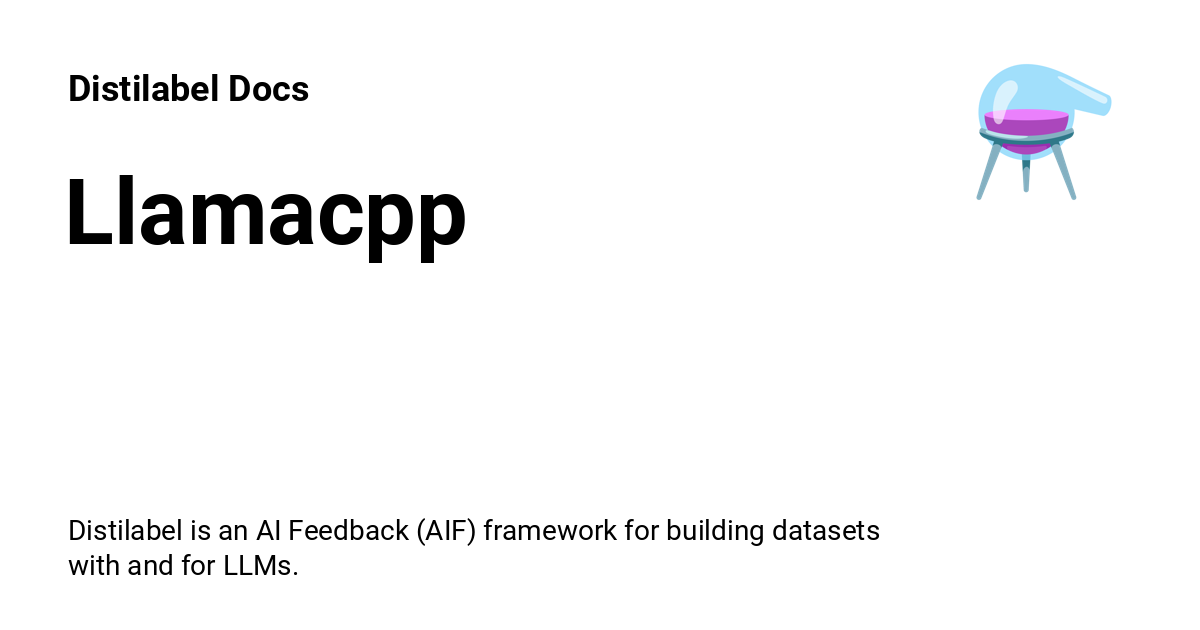 Distilabel Docs
Llamacpp
Distilabel is an AI Feedback (AIF) framework for building datasets
with and for LLMs.